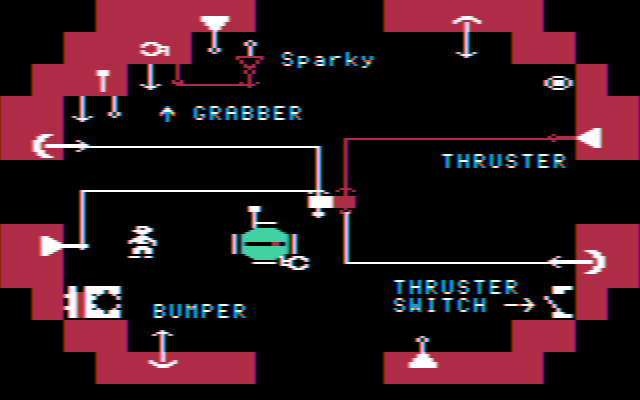 Sparky
GRABBER
THRUSTER
THRUSTER
SWITCH
BUMPER